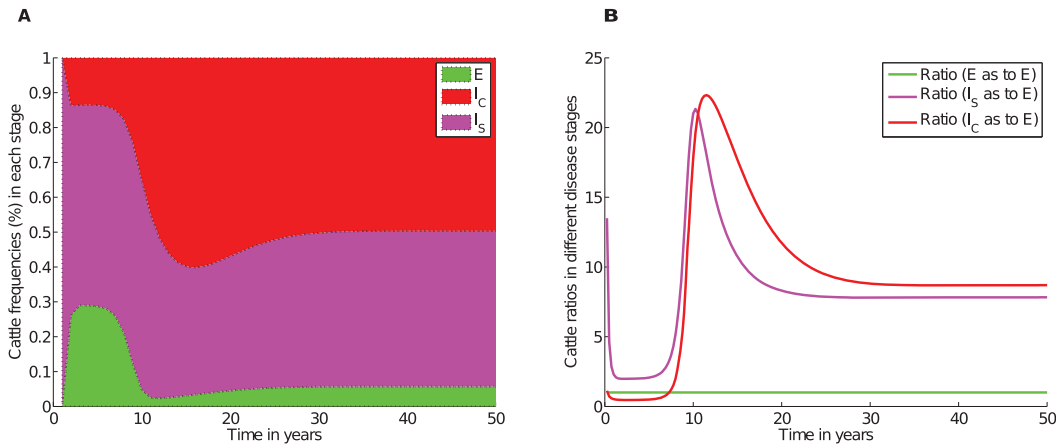 A
Cattle frequencies (%) in each stage
1
0.9
0.8
0.7
0.6
0.5
0.4
0.3
0.2
0.1
0
0 10 20 30 40 50
Time in years
E
I_C
I_S
B
Cattle ratios in different disease stages
25
20
15
10
5
0
0 10 20 30 40 50
Time in years
Ratio (E as to E)
Ratio (I_S as to E)
Ratio (I_C as to E)